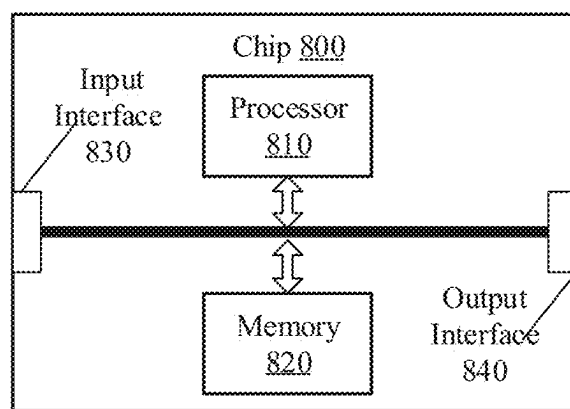 Chip 800
Input
Interface
830
Processor
810
Memory
820
Output
Interface
840